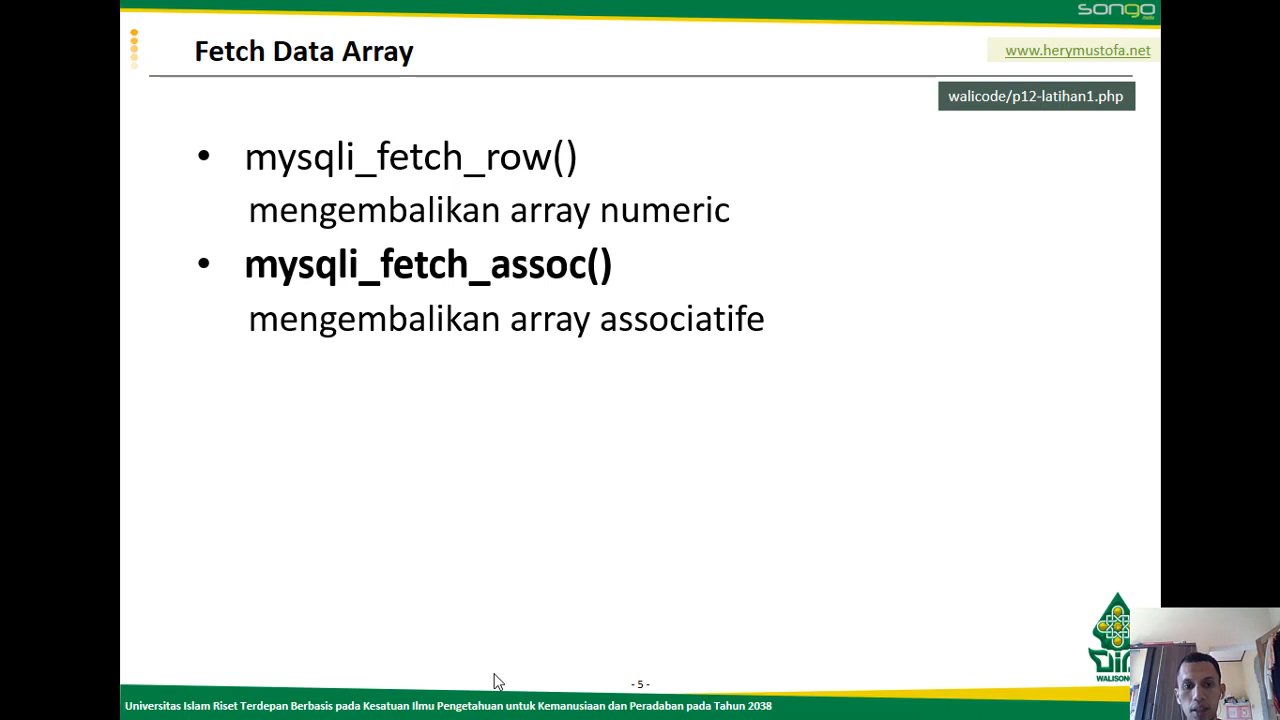 songo
Fetch Data Array
www.herymustofa.net
walicode/p12-latihan1.php
• mysqli_fetch_row()
mengembalikan array numeric
• mysqli_fetch_assoc()
mengembalikan array associatife
WALISON
- 5 -
Universitas Islam Riset Terdepan Berbasis pada Kesatuan Ilmu Pengetahuan untuk Kemanusiaan dan Peradaban pada Tahun 2038